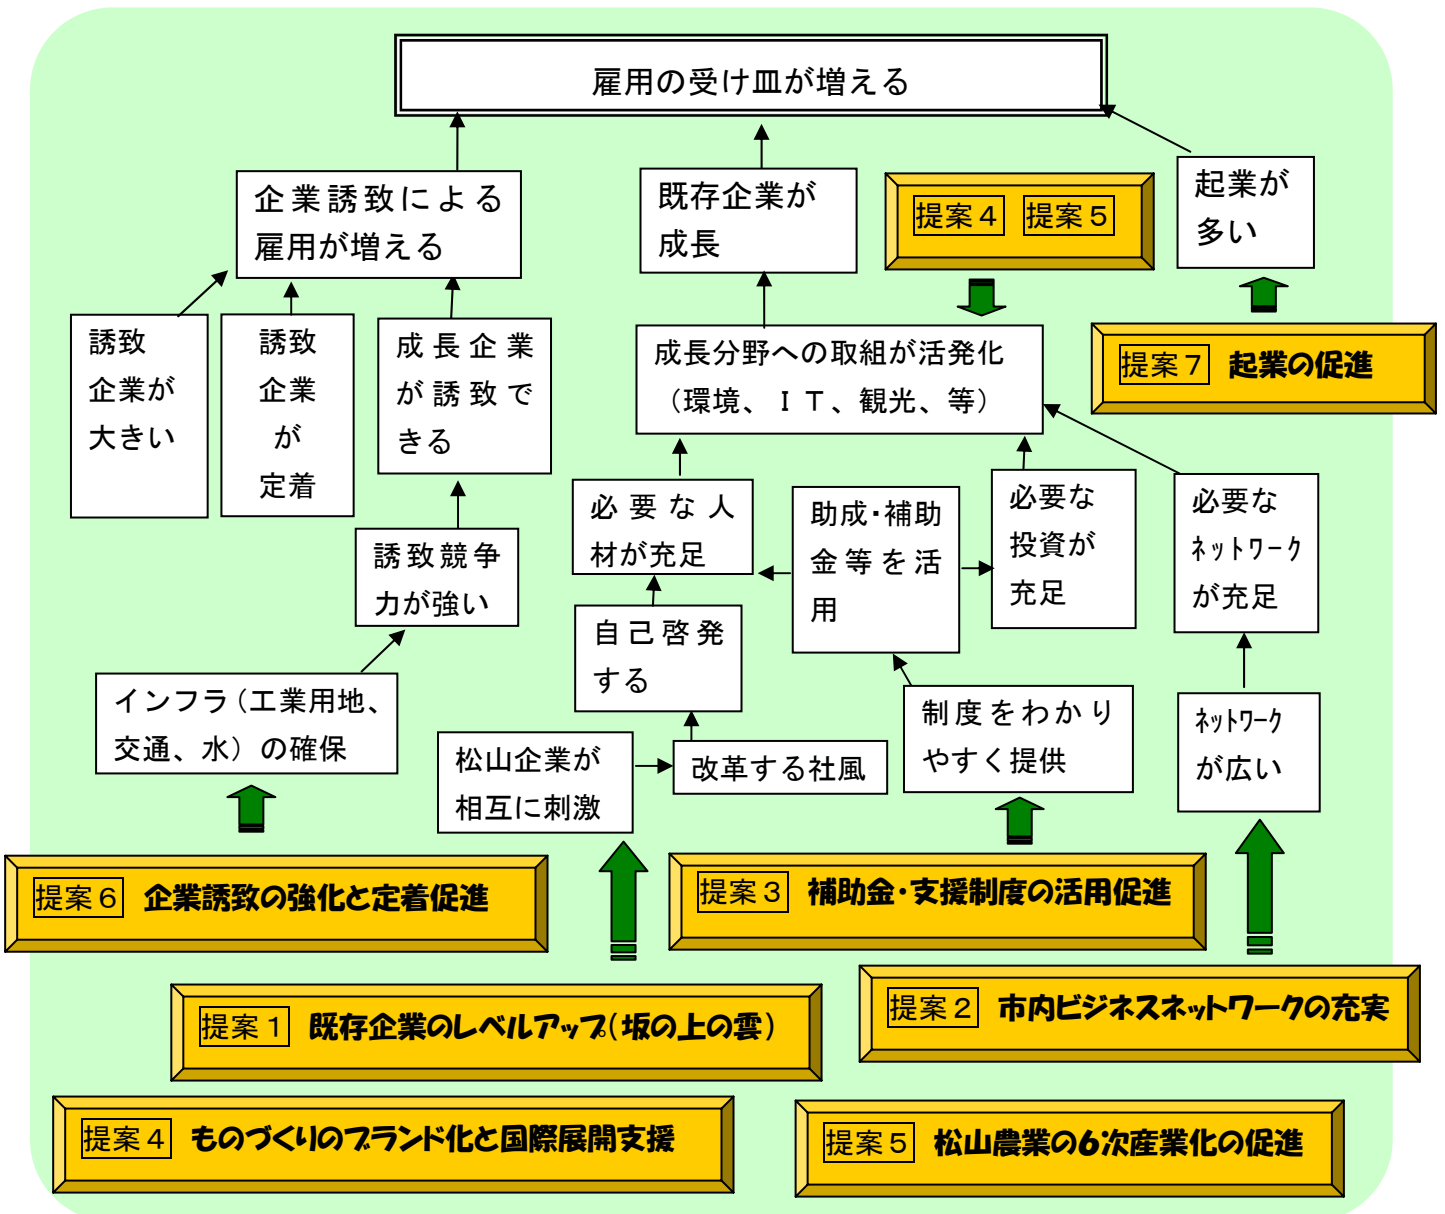 雇用の受け皿が増える
企業誘致による
雇用が増える
既存企業が
成長
提案４ 提案５
起業が
多い
誘致
企業が
大きい
誘致
企業
が
定着
成長企業
が誘致で
きる
成長分野への取組が活発化
（環境、ＩＴ、観光、等）
提案７ 起業の促進
誘致競争
力が強い
必要な人
材が充足
助成・補助
金等を活
用
必要な
投資が
充足
必要な
ﾈｯﾄﾜｰｸ
が充足
自己啓発
する
インフラ（工業用地、
交通、水）の確保
松山企業が
相互に刺激
改革する社風
制度をわかり
やすく提供
ﾈｯﾄﾜｰｸ
が広い
提案６ 企業誘致の強化と定着促進
提案３ 補助金・支援制度の活用促進
提案１ 既存企業のレベルアップ（坂の上の雲）
提案２ 市内ビジネスネットワークの充実
提案４ ものづくりのブランド化と国際展開支援
提案５ 松山農業の６次産業化の促進